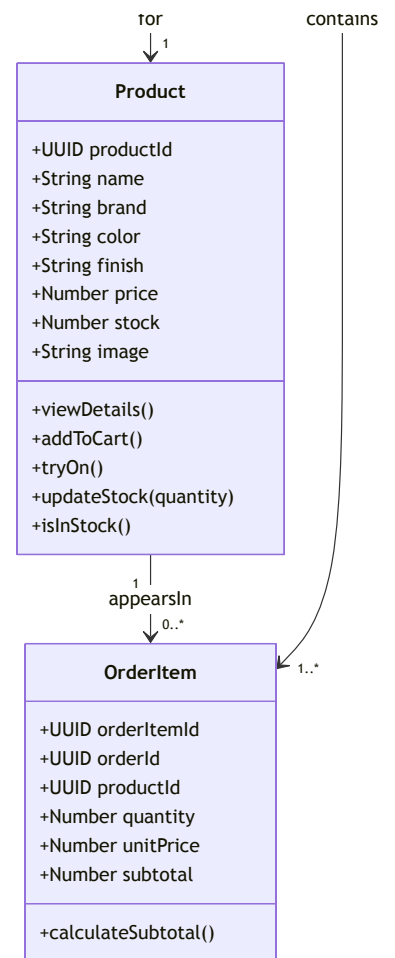 for
contains
1
Product
+UUID productId
+String name
+String brand
+String color
+String finish
+Number price
+Number stock
+String image
+viewDetails()
+addToCart()
+tryOn()
+updateStock(quantity)
+isInStock()
1
appearsIn
0..*
1..*
OrderItem
+UUID orderItemId
+UUID orderId
+UUID productId
+Number quantity
+Number unitPrice
+Number subtotal
+calculateSubtotal()